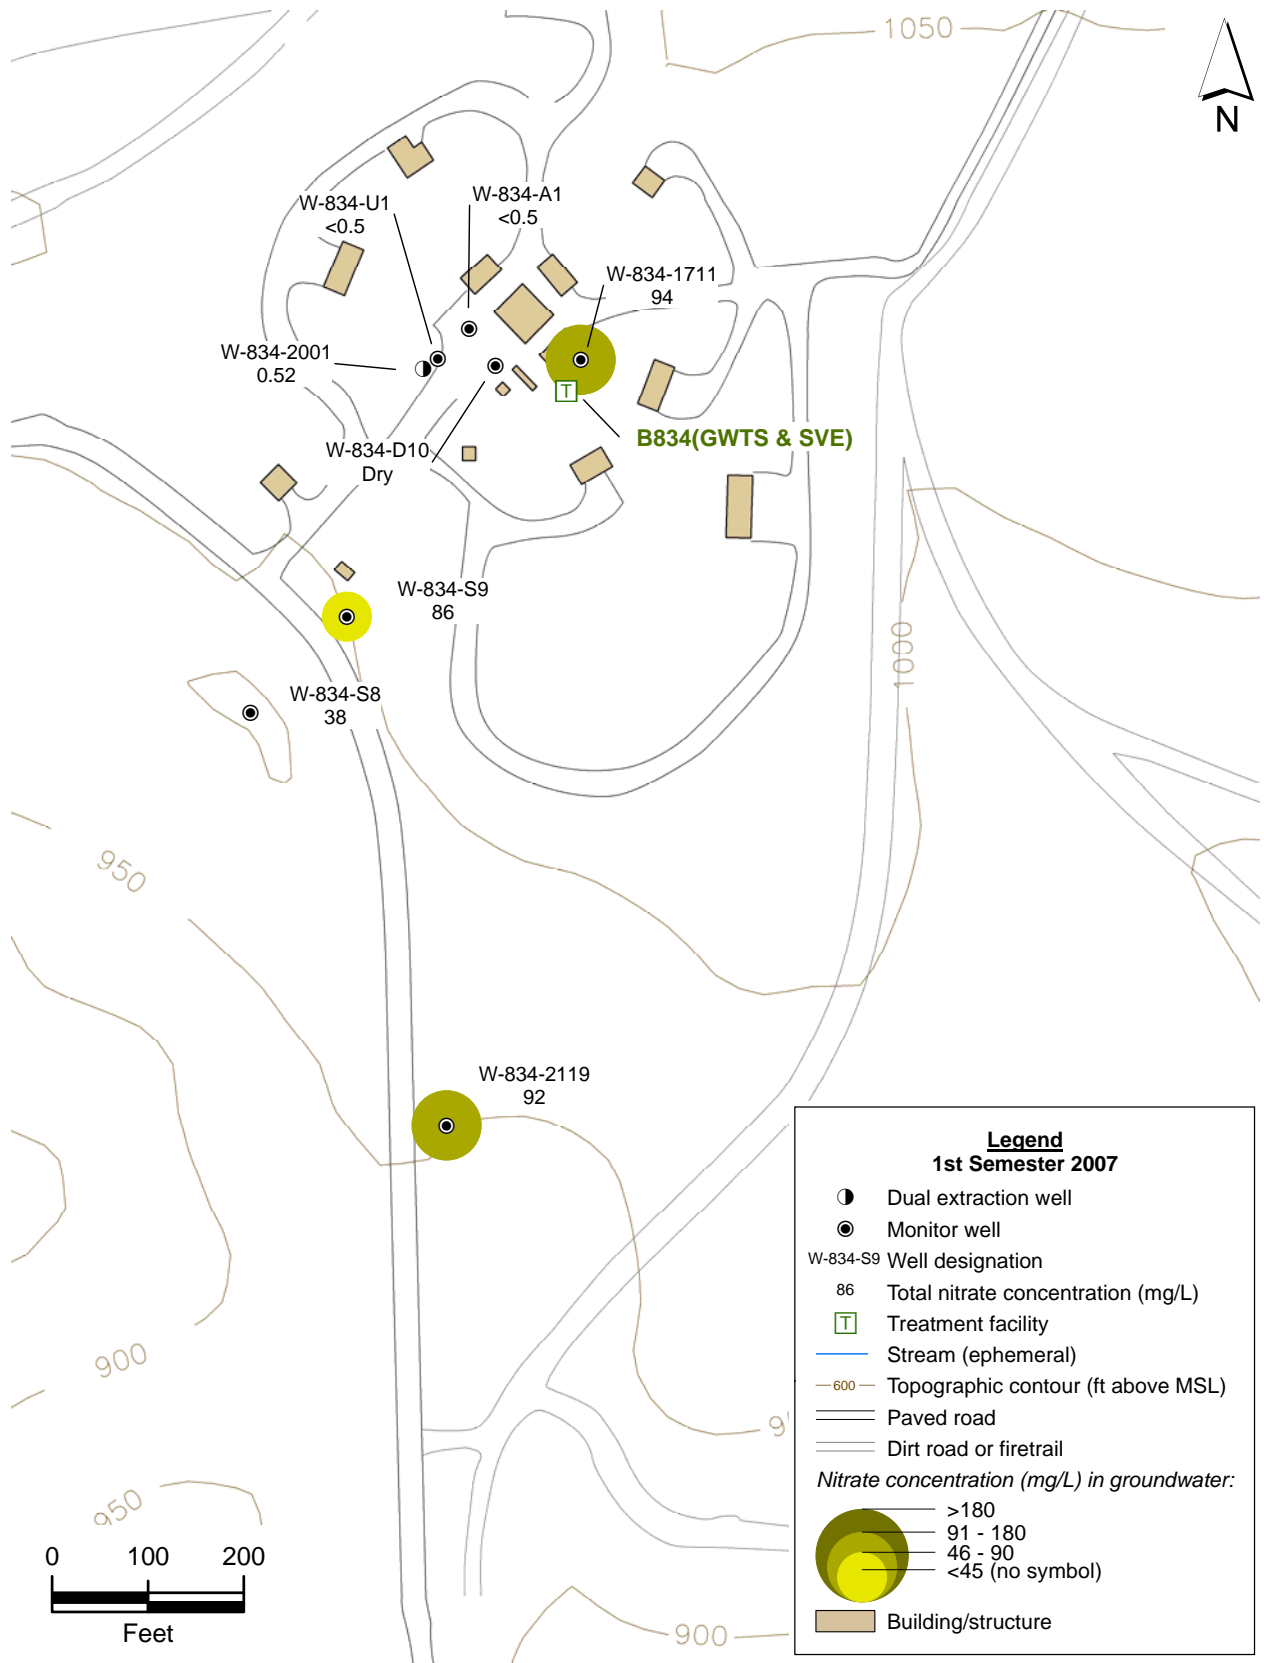 1050
N
W-834-A1
<0.5
W-834-U1
<0.5
W-834-1711
94
W-834-2001
0.52
B834(GWTS & SVE)
W-834-D10
Dry
W-834-S9
86
1000
W-834-S8
38
950
W-834-2119
92
900
950
0 100 200
Feet
900
Legend
1st Semester 2007
Dual extraction well
Monitor well
W-834-S9 Well designation
86 Total nitrate concentration (mg/L)
T Treatment facility
Stream (ephemeral)
600 Topographic contour (ft above MSL)
Paved road
Dirt road or firetrail
Nitrate concentration (mg/L) in groundwater:
>180
91 - 180
46 - 90
<45 (no symbol)
Building/structure
T